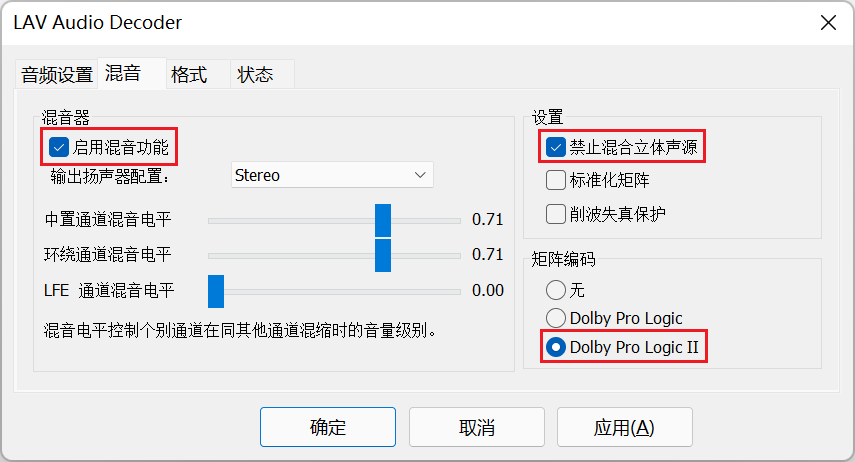 LAV Audio Decoder
音频设置 混音 格式 状态
混音器
启用混音功能
输出扬声器配置： Stereo
中置通道混音电平 0.71
环绕通道混音电平 0.71
LFE 通道混音电平 0.00
混音电平控制个别通道在同其他通道混缩时的音量级别。
设置
禁止混合立体声源
标准化矩阵
削波失真保护
矩阵编码
无
Dolby Pro Logic
Dolby Pro Logic II
确定 取消 应用(A)